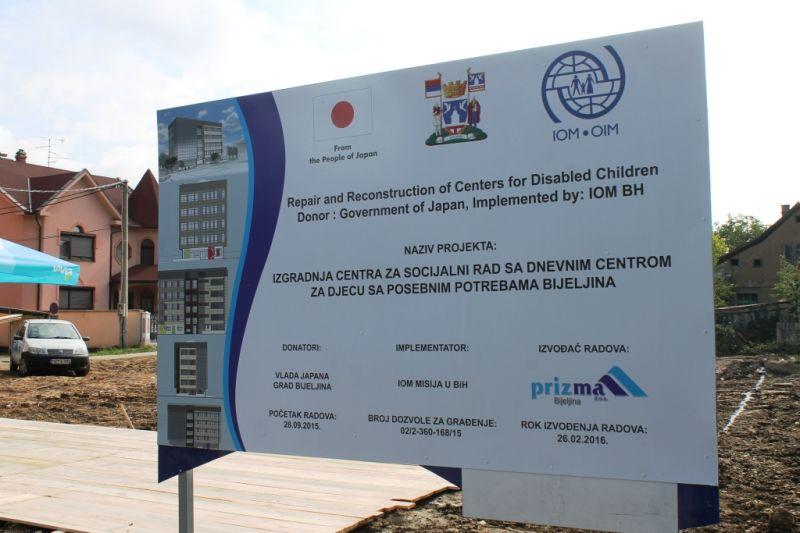 From
the People of Japan
IOM • OIM
Repair and Reconstruction of Centers for Disabled Children
Donor : Government of Japan, Implemented by: IOM BH
NAZIV PROJEKTA:
IZGRADNJA CENTRA ZA SOCIJALNI RAD SA DNEVNIM CENTROM
ZA DJECU SA POSEBNIM POTREBAMA BIJELJINA
DONATORI:
VLADA JAPANA
GRAD BIJELJINA
POČETAK RADOVA:
28.09.2015.
IMPLEMENTATOR:
IOM MISIJA U BiH
BROJ DOZVOLE ZA GRAĐENJE:
02/2-360-168/15
IZVOĐAČ RADOVA:
prizma
d.o.o.
Bijeljina
ROK IZVOĐENJA RADOVA:
26.02.2016.